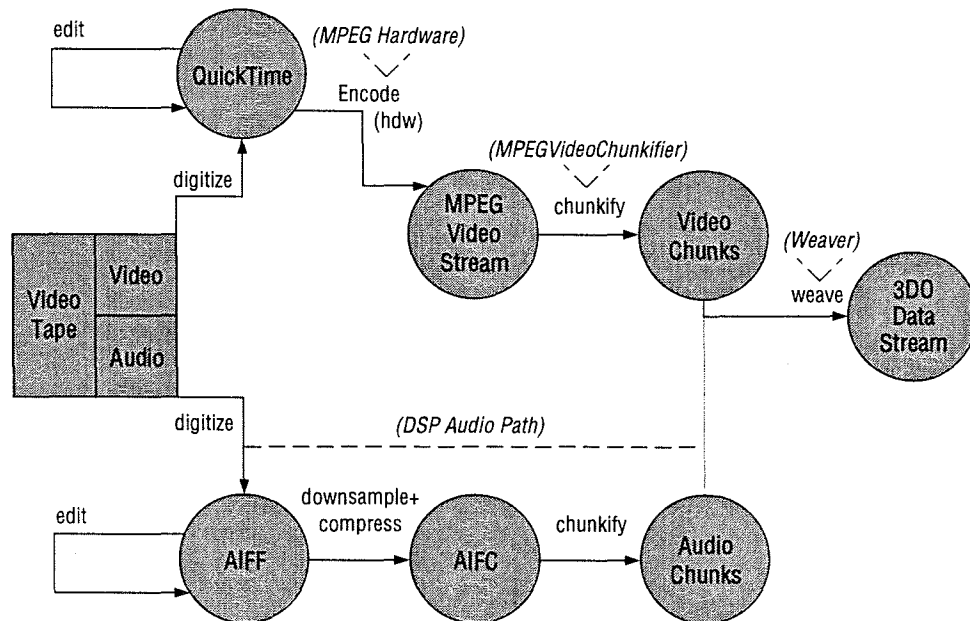 edit
QuickTime
(MPEG Hardware)
Encode
(hdw)
digitize
(MPEGVideoChunkifier)
MPEG
Video
Stream
chunkify
Video
Chunks
(Weaver)
weave
3DO
Data
Stream
Video
Tape
Video
Audio
digitize
(DSP Audio Path)
edit
AIFF
downsample+
compress
AIFC
chunkify
Audio
Chunks